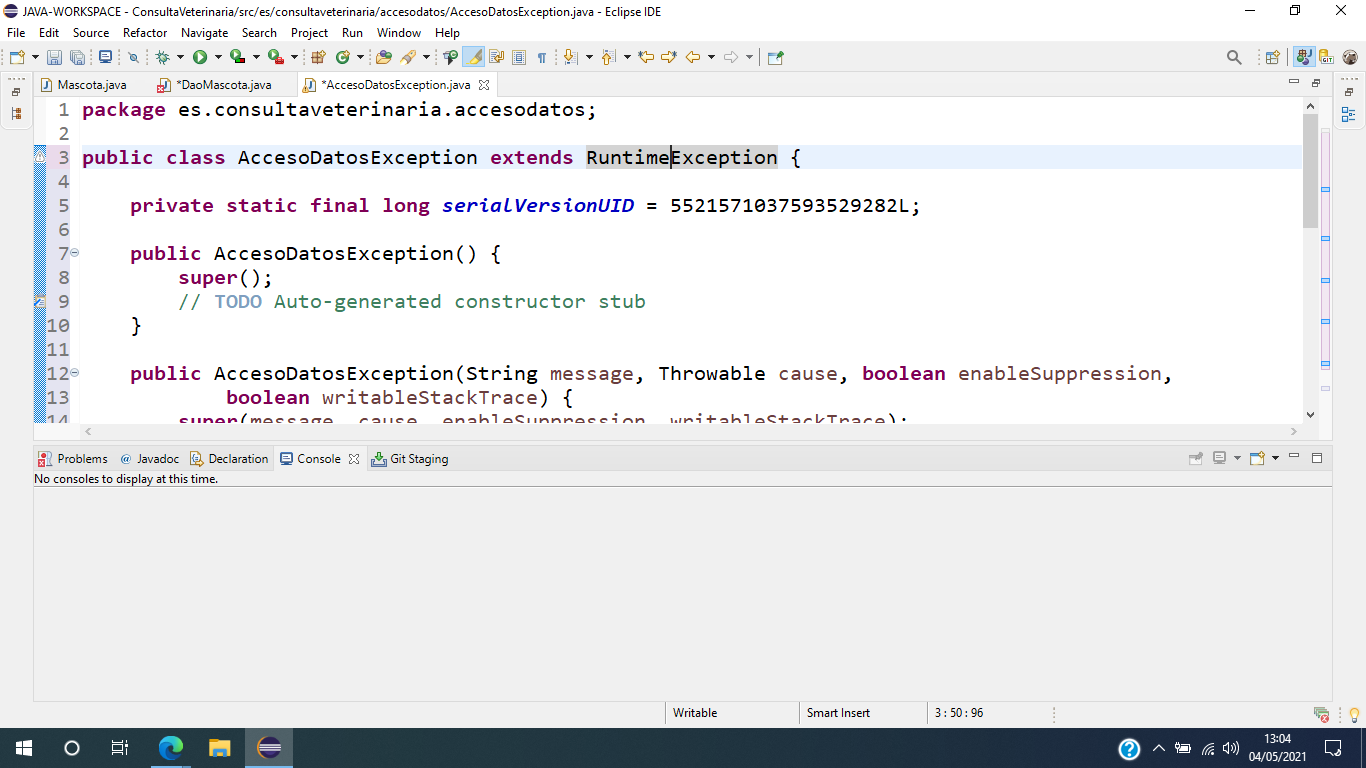 JAVA-WORKSPACE - ConsultaVeterinaria/src/es/consultaveterinaria/accesodatos/AccesoDatosException.java - Eclipse IDE
File Edit Source Refactor Navigate Search Project Run Window Help
Mascota.java *DaoMascota.java *AccesoDatosException.java
1 package es.consultaveterinaria.accesodatos;
2
3 public class AccesoDatosException extends RuntimeException {
4
5 private static final long serialVersionUID = 5521571037593529282L;
6
7 public AccesoDatosException() {
8 super();
9 // TODO Auto-generated constructor stub
10 }
11
12 public AccesoDatosException(String message, Throwable cause, boolean enableSuppression,
13 boolean writableStackTrace) {
14 super(message, cause, enableSuppression, writableStackTrace);
Problems @ Javadoc Declaration Console Git Staging
No consoles to display at this time.
Writable Smart Insert 3 : 50 : 96
13:04
04/05/2021